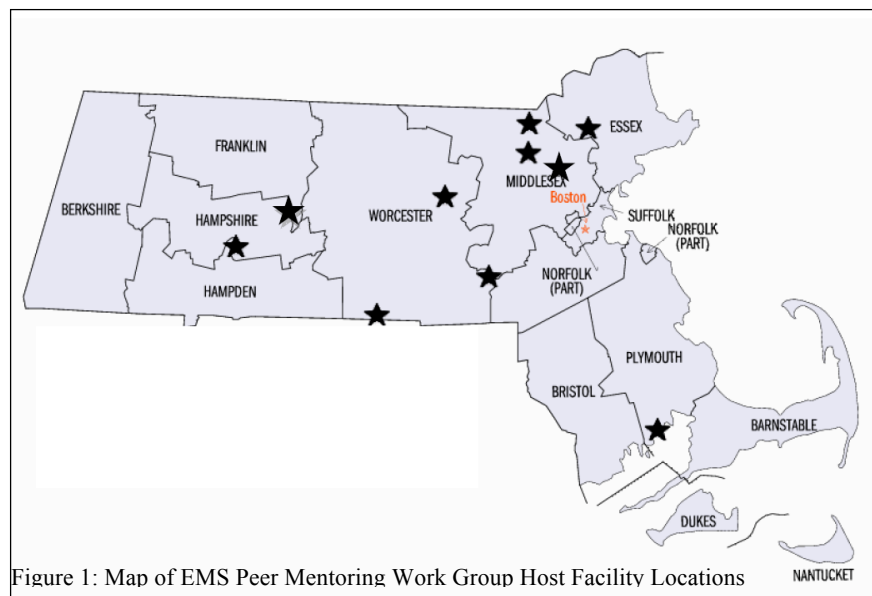 ESSEX
FRANKLIN
MIDDLESEX
Boston
BERKSHIRE
HAMPSHIRE
WORCESTER
SUFFOLK
NORFOLK
(PART)
NORFOLK
(PART)
HAMPDEN
PLYMOUTH
BRISTOL
BARNSTABLE
DUKES
NANTUCKET
Figure 1: Map of EMS Peer Mentoring Work Group Host Facility Locations